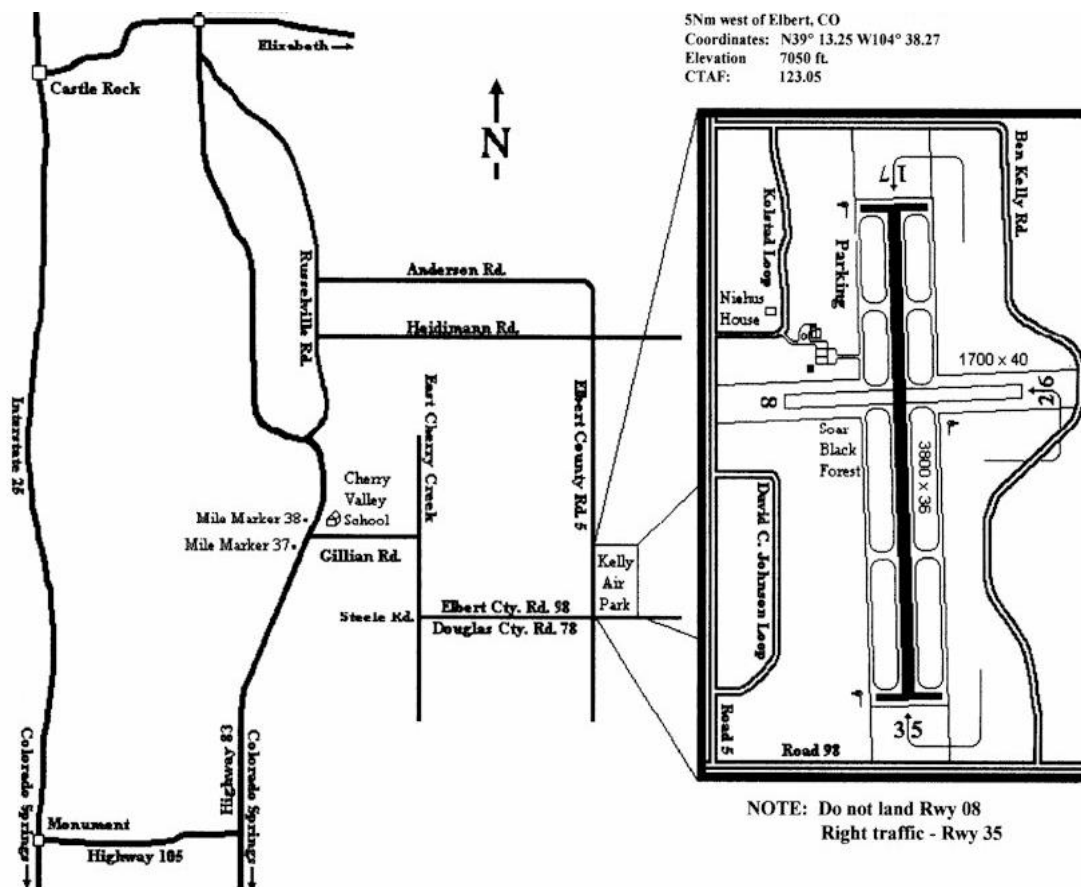 5Nm west of Elbert, CO
Coordinates: N39° 13.25 W104° 38.27
Elevation 7050 ft.
CTAF: 123.05
Elizabeth
Castle Rock
N
Russelville Rd.
Anderson Rd.
Heidimann Rd.
East Cherry Creek
Elbert County Rd. 5
Interstate 25
Cherry
Valley
School
Mile Marker 38
Mile Marker 37
Gillian Rd.
Kelly
Air
Park
Steele Rd.
Elbert Cty. Rd. 98
Douglas Cty. Rd. 78
Colorado Springs
Highway 83
Colorado Springs
Monument
Highway 105
17
Ben Kelly Rd.
Kolstad Loop
Parking
Niehus
House
1700 x 40
26
8
Soar
Black
Forest
3800 x 36
David C. Johnson Loop
Road 5
35
Road 98
NOTE: Do not land Rwy 08
Right traffic - Rwy 35